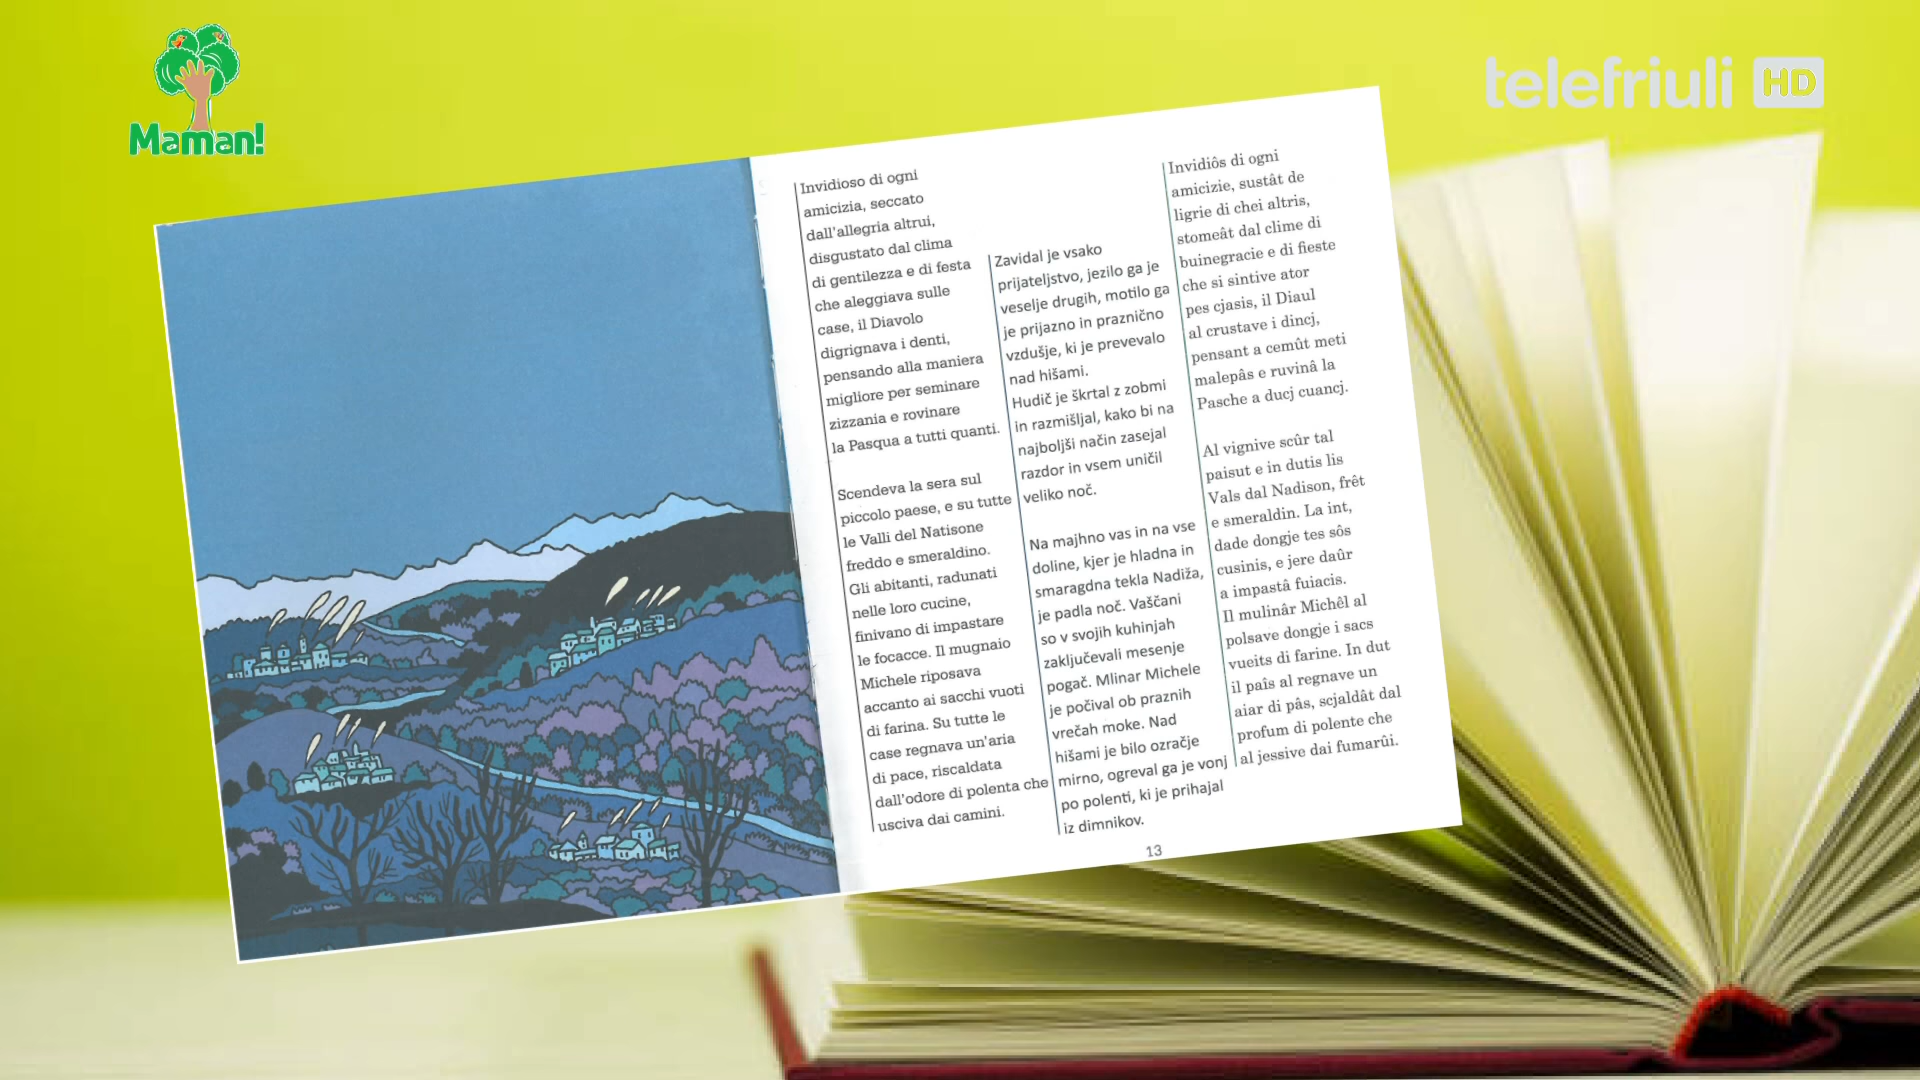 Maman!
telefriuli HD
Invidioso di ogni
amicizia, seccato
dall'allegria altrui,
disgustato dal clima
di gentilezza e di festa
che aleggiava sulle
case, il Diavolo
digrignava i denti,
pensando alla maniera
migliore per seminare
zizzania e rovinare
la Pasqua a tutti quanti.
Scendeva la sera sul
piccolo paese, e su tutte
le Valli del Natisone
freddo e smeraldino.
Gli abitanti, radunati
nelle loro cucine,
finivano di impastare
le focacce. Il mugnaio
Michele riposava
accanto ai sacchi vuoti
di farina. Su tutte le
case regnava un'aria
di pace, riscaldata
dall'odore di polenta che
usciva dai camini.
Zavidal je vsako
prijateljstvo, jezilo ga je
veselje drugih, motilo ga
je prijazno in praznično
vzdušje, ki je prevevalo
nad hišami.
Hudič je škrtal z zobmi
in razmišljal, kako bi na
najboljši način zasejal
razdor in vsem uničil
veliko noč.
Na majhno vas in na vse
doline, kjer je hladna in
smaragdna tekla Nadiža,
je padla noč. Vaščani
so v svojih kuhinjah
zaključevali mesenje
pogač. Mlinar Michele
je počival ob praznih
vrečah moke. Nad
hišami je bilo ozračje
mirno, ogreval ga je vonj
po polenti, ki je prihajal
iz dimnikov.
Invidiôs di ogni
amicizie, sustât de
ligrie di chei altris,
stomeât dal clime di
buinegracie e di fieste
che si sintive ator
pes cjasis, il Diaul
al crustave i dincj,
pensant a cemût meti
malepâs e ruvinâ la
Pasche a ducj cuancj.
Al vignive scûr tal
paisut e in dutis lis
Vals dal Nadison, frêt
e smeraldin. La int,
dade dongje tes sôs
cusinis, e jere daûr
a impastâ fuiacis.
Il mulinâr Michêl al
polsave dongje i sacs
vueits di farine. In dut
il paîs al regnave un
aiar di pâs, scjaldât dal
profum di polente che
al jessive dai fumarûi.
13